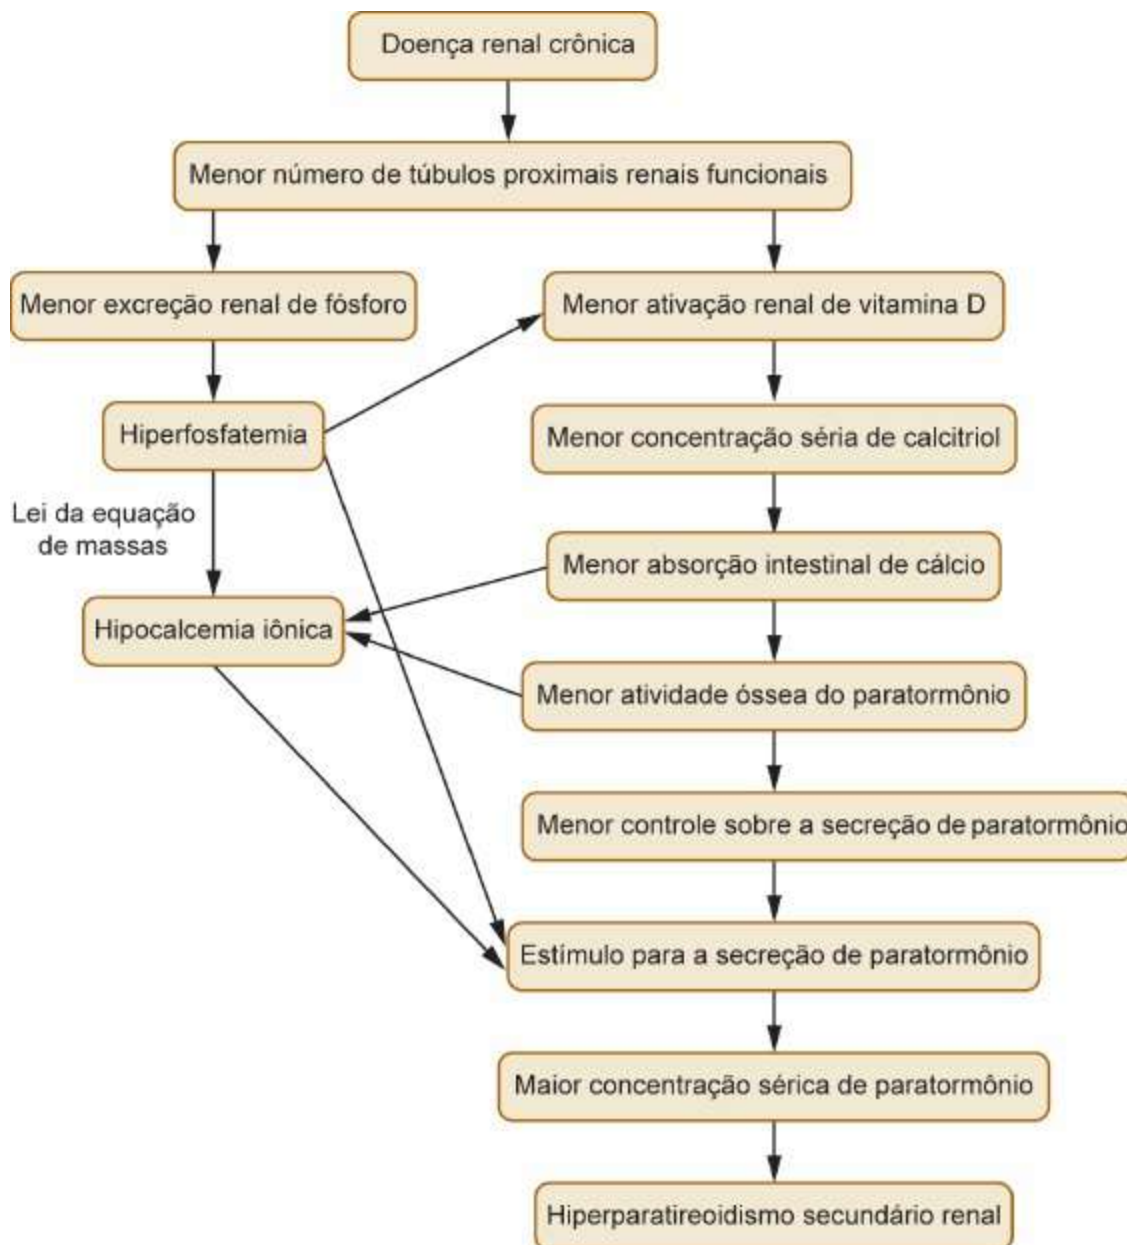 Doença renal crônica
Menor número de túbulos proximais renais funcionais
Menor excreção renal de fósforo
Menor ativação renal de vitamina D
Hiperfosfatemia
Menor concentração séria de calcitriol
Lei da equação
de massas
Menor absorção intestinal de cálcio
Hipocalcemia iônica
Menor atividade óssea do paratormônio
Menor controle sobre a secreção de paratormônio
Estímulo para a secreção de paratormônio
Maior concentração sérica de paratormônio
Hiperparatireoidismo secundário renal